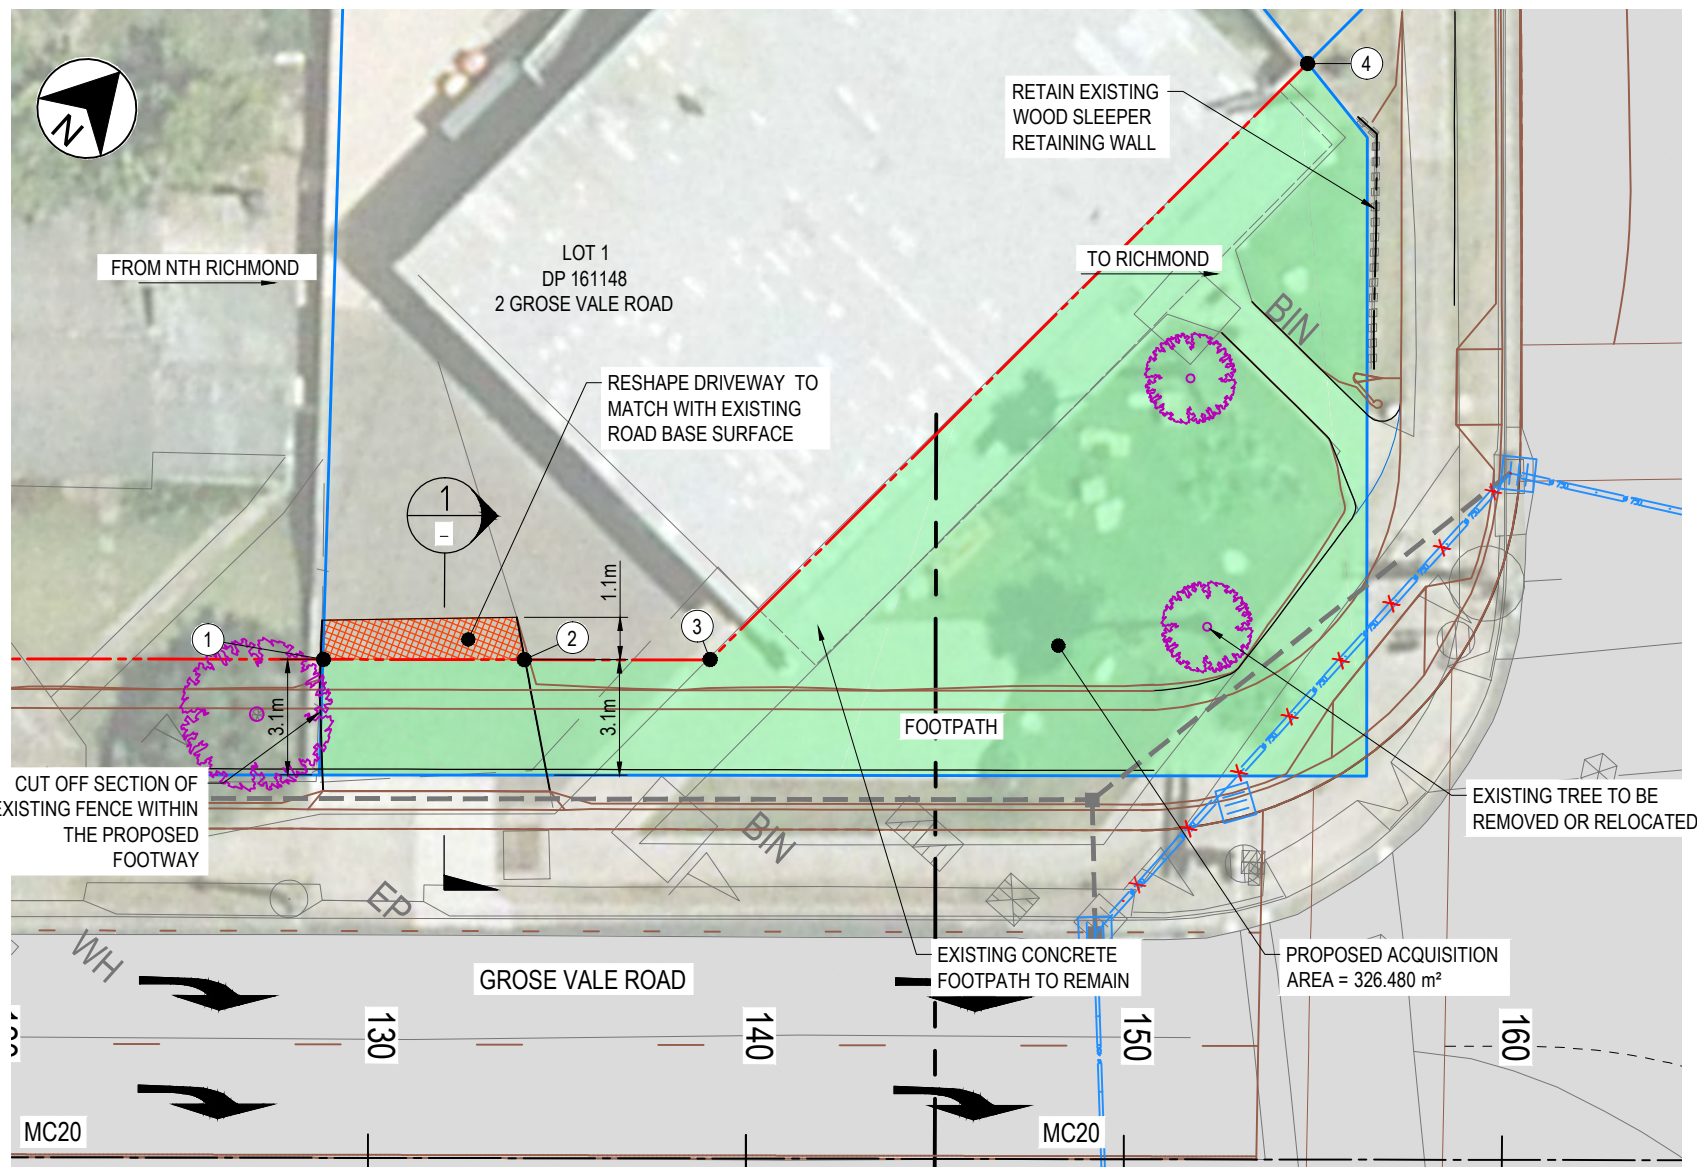 N
RETAIN EXISTING
WOOD SLEEPER
RETAINING WALL
4
FROM NTH RICHMOND
LOT 1
DP 161148
2 GROSE VALE ROAD
TO RICHMOND
BIN
RESHAPE DRIVEWAY TO
MATCH WITH EXISTING
ROAD BASE SURFACE
1
–
1.1m
1
2
3
3.1m
3.1m
FOOTPATH
CUT OFF SECTION OF
EXISTING FENCE WITHIN
THE PROPOSED
FOOTWAY
BIN
EXISTING TREE TO BE
REMOVED OR RELOCATED
EP
WH
EXISTING CONCRETE
FOOTPATH TO REMAIN
PROPOSED ACQUISITION
AREA = 326.480 m²
GROSE VALE ROAD
130
140
150
160
MC20
MC20